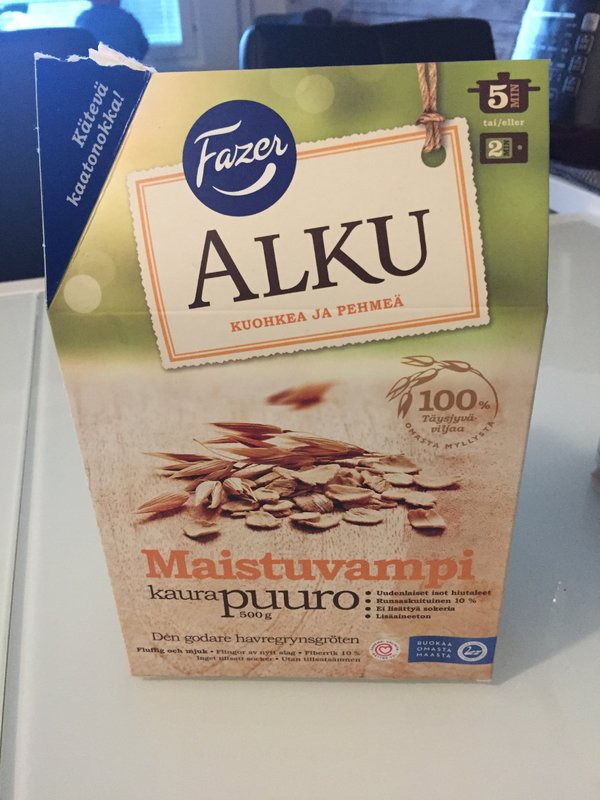 Kätevä
kaatonokka!
Fazer
5 MIN
tai/eller
2 MIN
ALKU
KUOHKEA JA PEHMEÄ
100%
Täysjyvä-
viljaa
OMASTA MYLLYSTÄ
Maistuvampi
kaurapuuro
500 g
• Uudenlaiset isot hiutaleet
• Runsaskuituinen 10 %
• Ei lisättyä sokeria
• Lisäaineeton
Den godare havregrynsgröten
Fluffig och mjuk • Flingor av nytt slag • Fiberrik 10 %
Inget tillsatt socker • Utan tillsatsämnen
RUOKAA
OMASTA
MAASTA